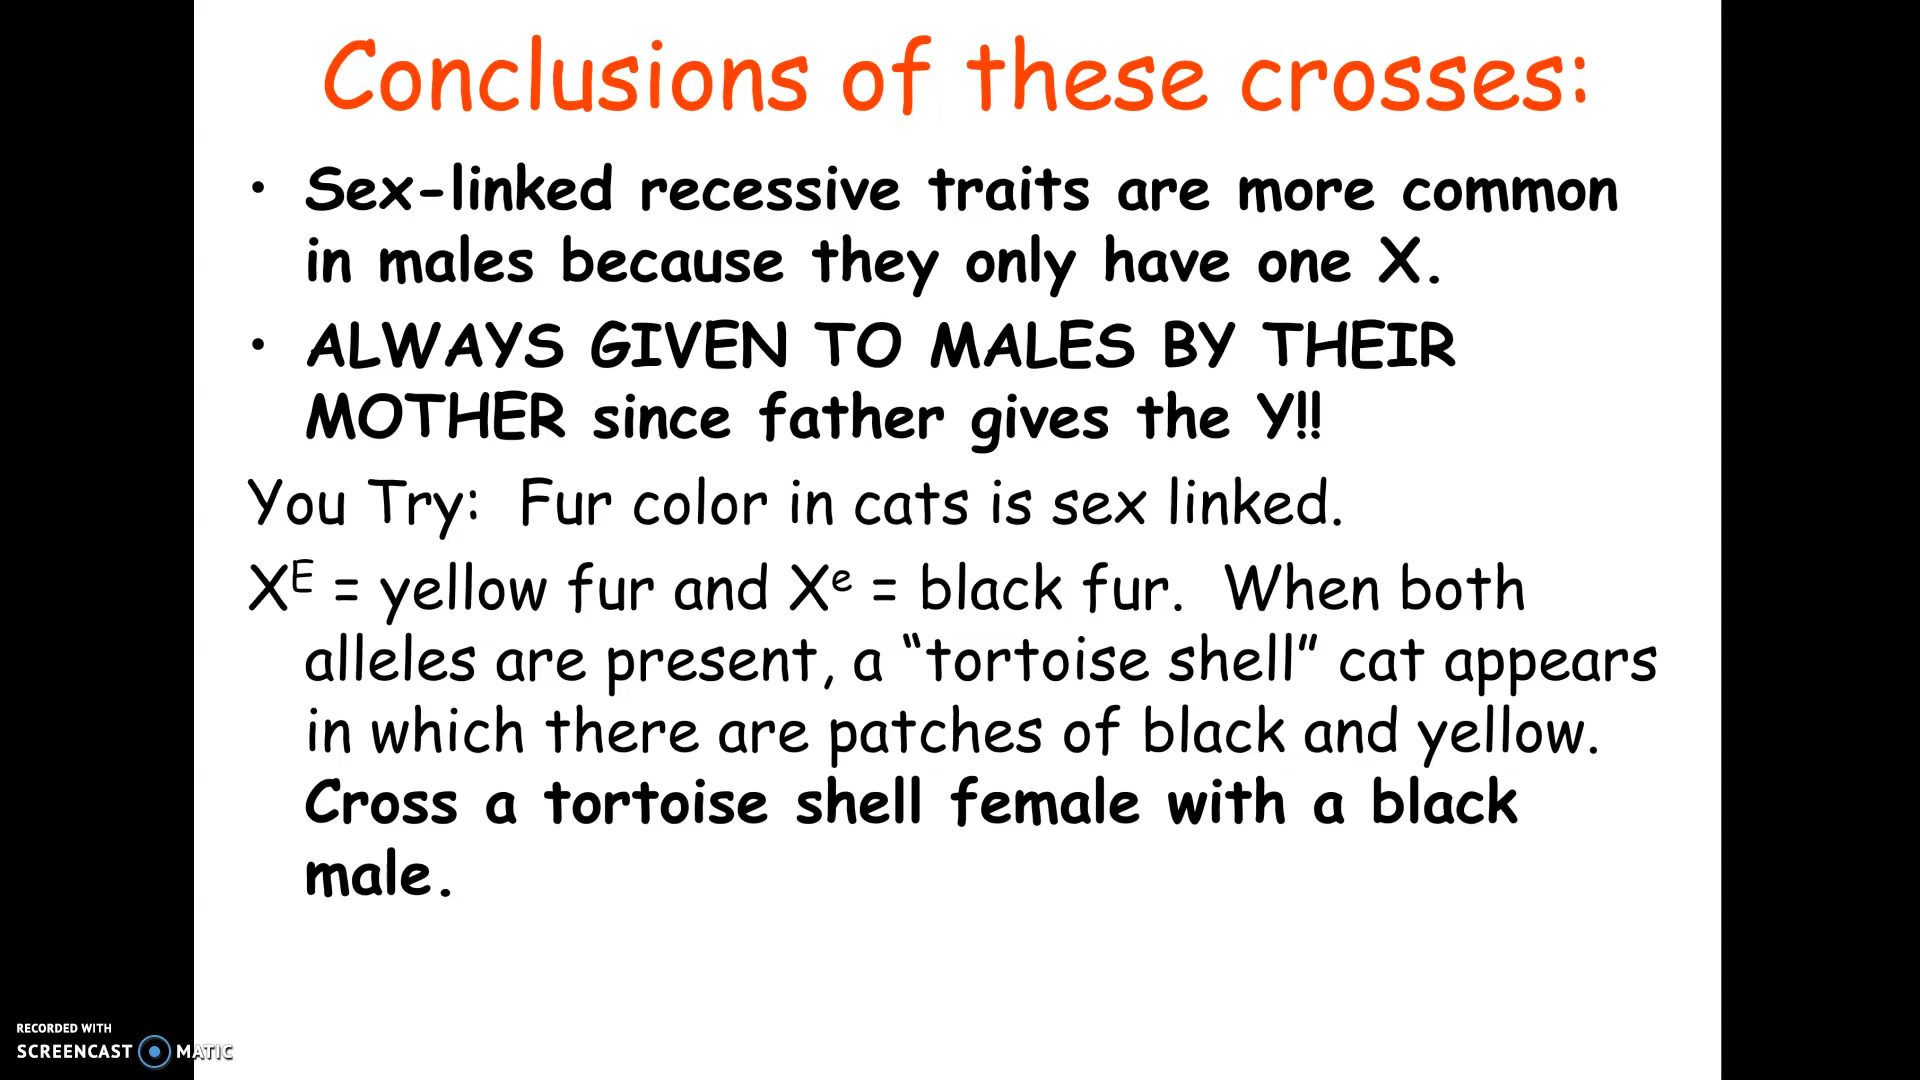 Conclusions of these crosses:
• Sex-linked recessive traits are more common
in males because they only have one X.
• ALWAYS GIVEN TO MALES BY THEIR
MOTHER since father gives the Y!!
You Try:  Fur color in cats is sex linked.
Xᴱ = yellow fur and Xᵉ = black fur.  When both
alleles are present, a “tortoise shell” cat appears
in which there are patches of black and yellow.
Cross a tortoise shell female with a black
male.
RECORDED WITH
SCREENCAST MATIC